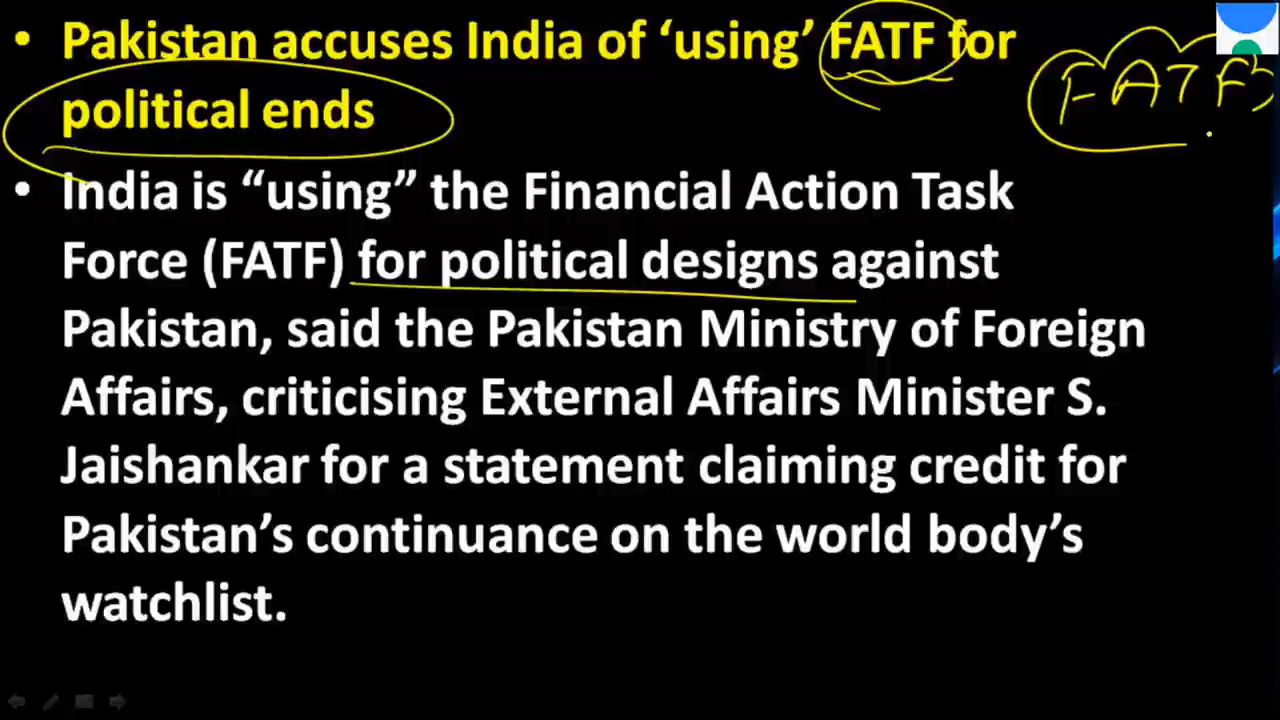 • Pakistan accuses India of ‘using’ FATF for
political ends
FATF
• India is “using” the Financial Action Task
Force (FATF) for political designs against
Pakistan, said the Pakistan Ministry of Foreign
Affairs, criticising External Affairs Minister S.
Jaishankar for a statement claiming credit for
Pakistan’s continuance on the world body’s
watchlist.